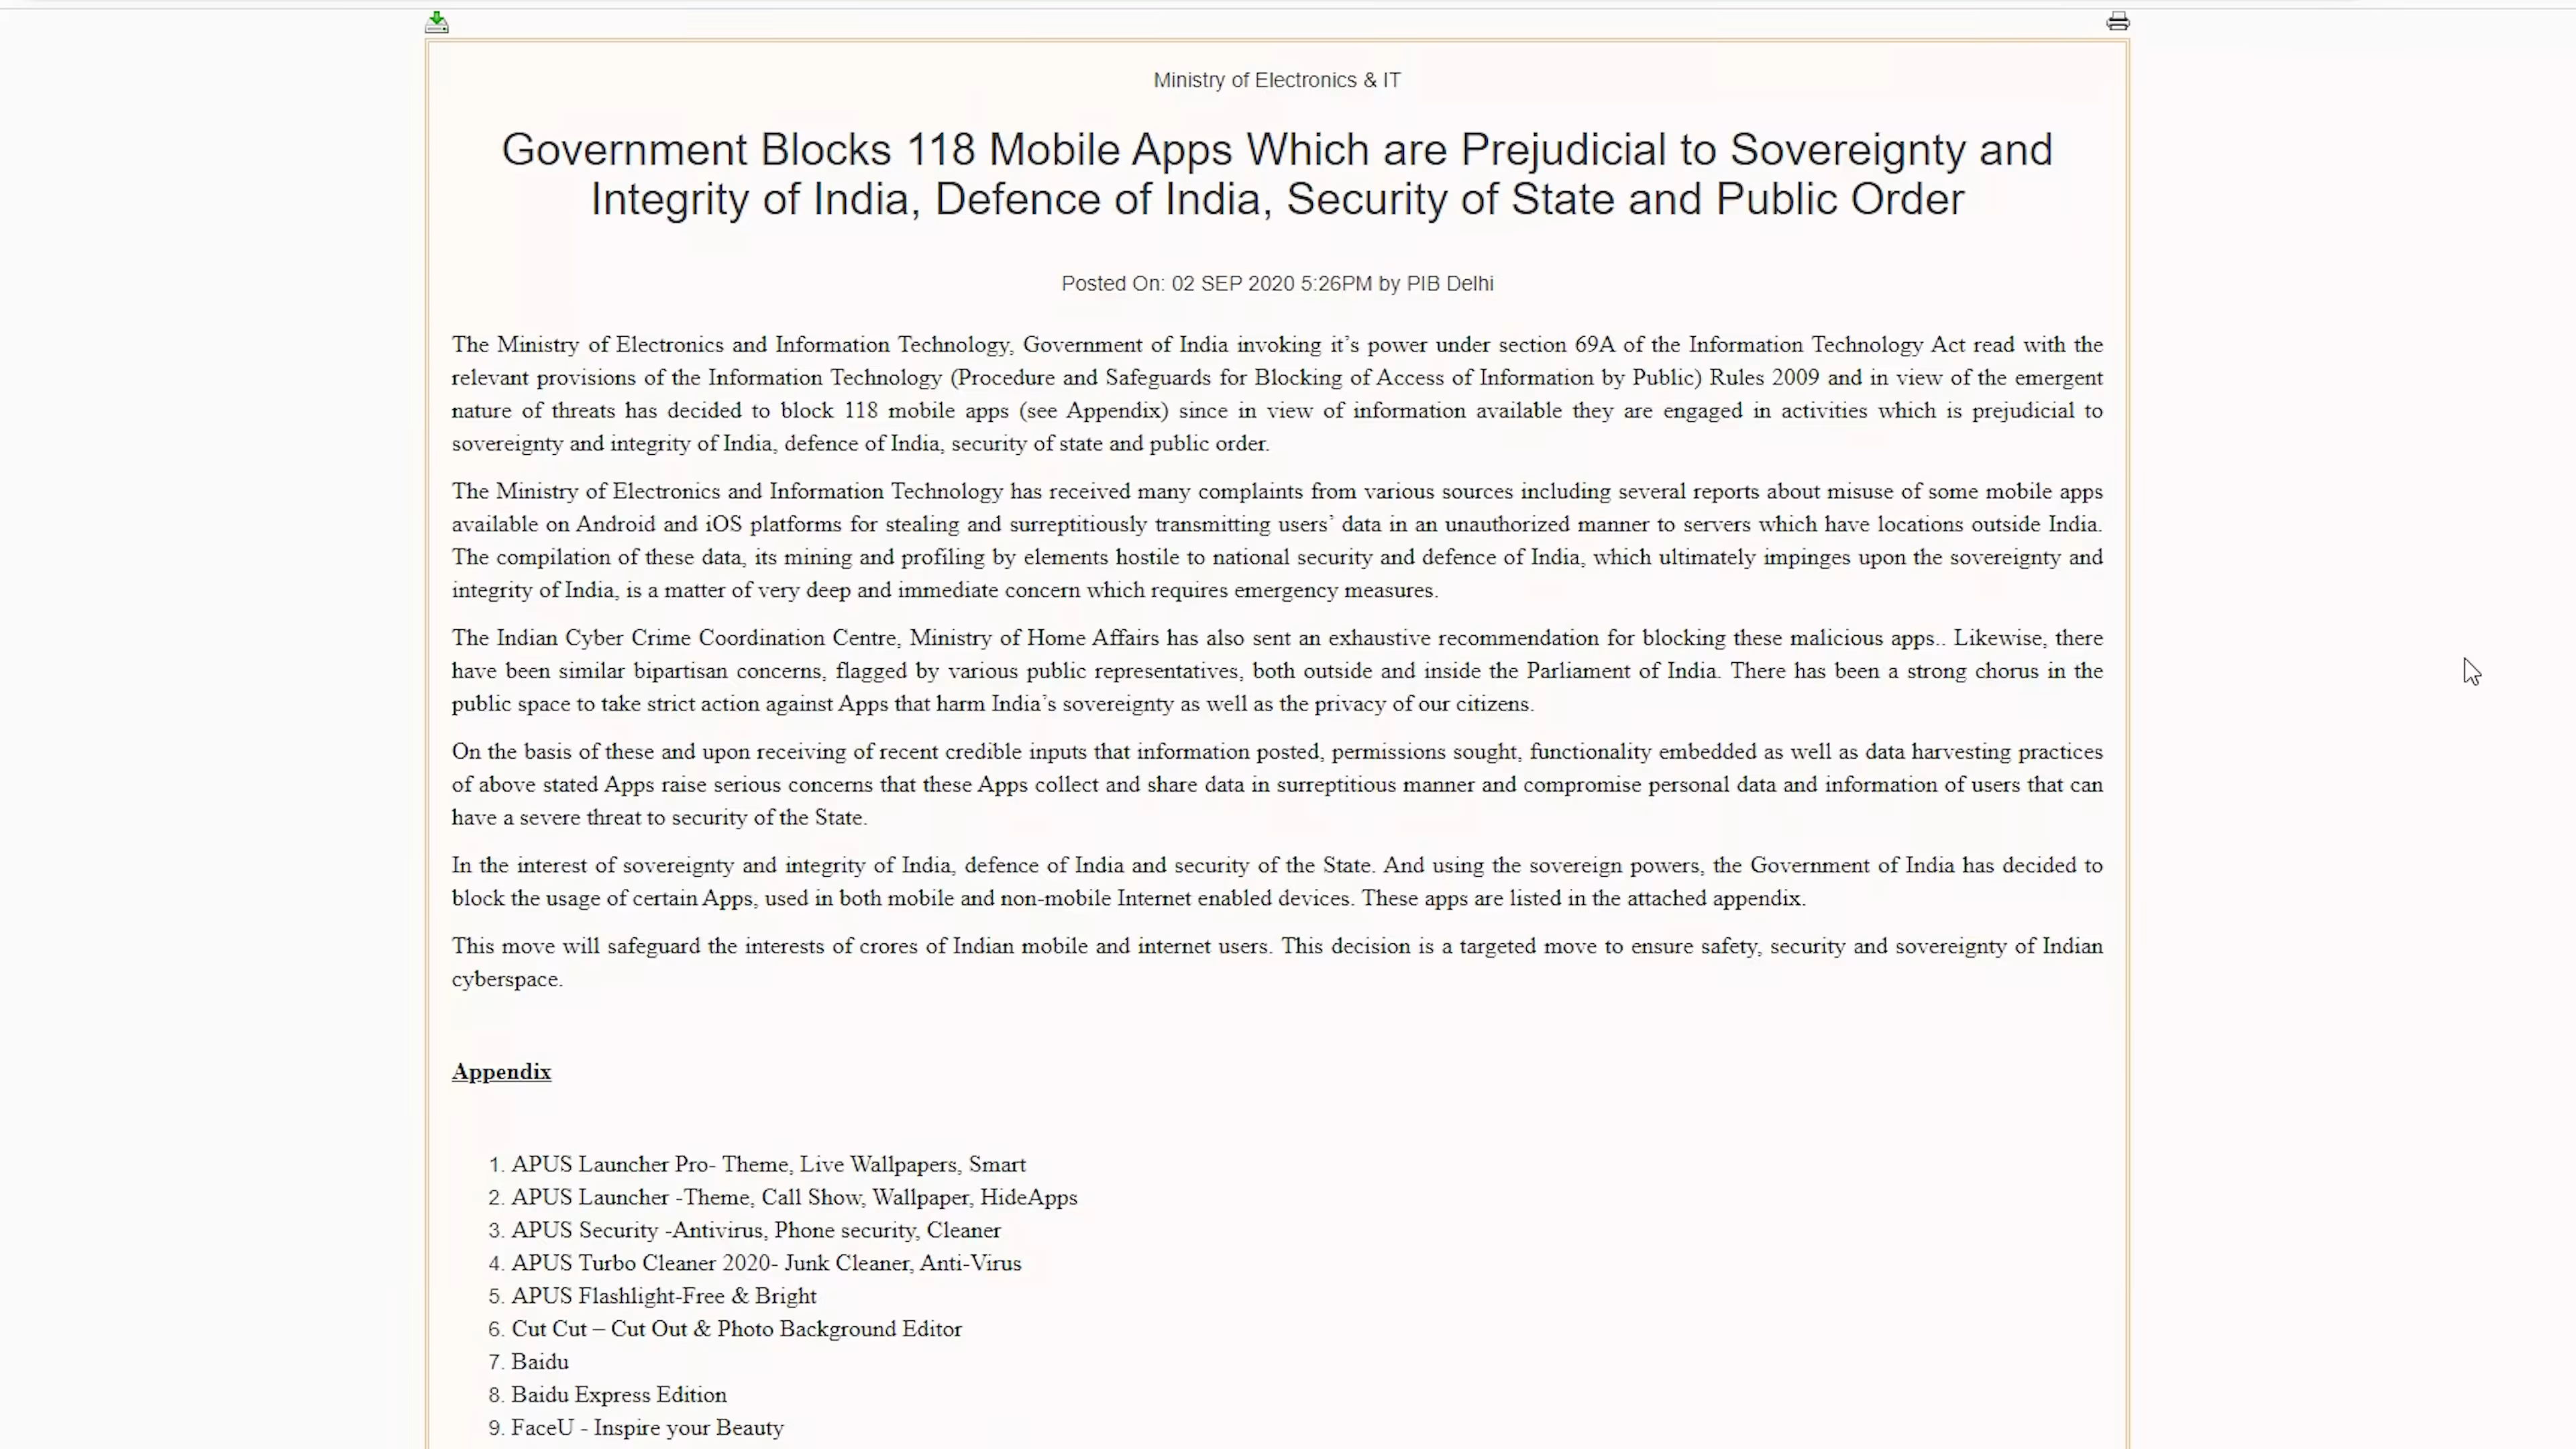 Ministry of Electronics & IT
Government Blocks 118 Mobile Apps Which are Prejudicial to Sovereignty and
Integrity of India, Defence of India, Security of State and Public Order
Posted On: 02 SEP 2020 5:26PM by PIB Delhi
The Ministry of Electronics and Information Technology, Government of India invoking it’s power under section 69A of the Information Technology Act read with the
relevant provisions of the Information Technology (Procedure and Safeguards for Blocking of Access of Information by Public) Rules 2009 and in view of the emergent
nature of threats has decided to block 118 mobile apps (see Appendix) since in view of information available they are engaged in activities which is prejudicial to
sovereignty and integrity of India, defence of India, security of state and public order.
The Ministry of Electronics and Information Technology has received many complaints from various sources including several reports about misuse of some mobile apps
available on Android and iOS platforms for stealing and surreptitiously transmitting users’ data in an unauthorized manner to servers which have locations outside India.
The compilation of these data, its mining and profiling by elements hostile to national security and defence of India, which ultimately impinges upon the sovereignty and
integrity of India, is a matter of very deep and immediate concern which requires emergency measures.
The Indian Cyber Crime Coordination Centre, Ministry of Home Affairs has also sent an exhaustive recommendation for blocking these malicious apps.. Likewise, there
have been similar bipartisan concerns, flagged by various public representatives, both outside and inside the Parliament of India. There has been a strong chorus in the
public space to take strict action against Apps that harm India’s sovereignty as well as the privacy of our citizens.
On the basis of these and upon receiving of recent credible inputs that information posted, permissions sought, functionality embedded as well as data harvesting practices
of above stated Apps raise serious concerns that these Apps collect and share data in surreptitious manner and compromise personal data and information of users that can
have a severe threat to security of the State.
In the interest of sovereignty and integrity of India, defence of India and security of the State. And using the sovereign powers, the Government of India has decided to
block the usage of certain Apps, used in both mobile and non-mobile Internet enabled devices. These apps are listed in the attached appendix.
This move will safeguard the interests of crores of Indian mobile and internet users. This decision is a targeted move to ensure safety, security and sovereignty of Indian
cyberspace.
Appendix
1. APUS Launcher Pro- Theme, Live Wallpapers, Smart
2. APUS Launcher -Theme, Call Show, Wallpaper, HideApps
3. APUS Security -Antivirus, Phone security, Cleaner
4. APUS Turbo Cleaner 2020- Junk Cleaner, Anti-Virus
5. APUS Flashlight-Free & Bright
6. Cut Cut – Cut Out & Photo Background Editor
7. Baidu
8. Baidu Express Edition
9. FaceU - Inspire your Beauty